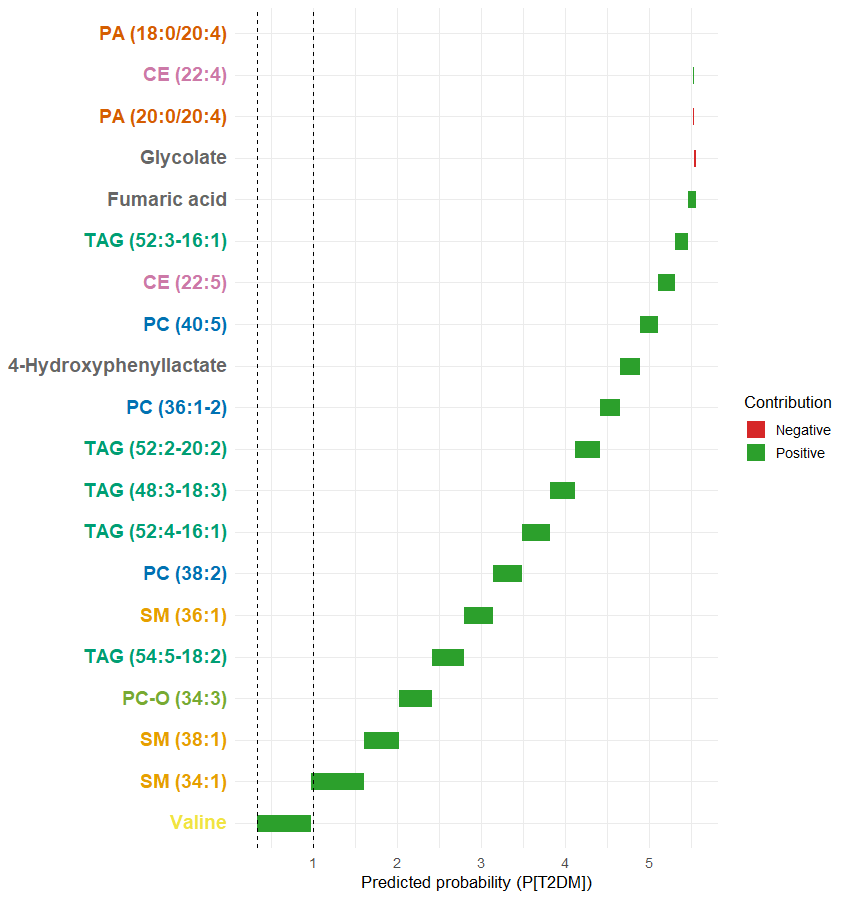 PA (18:0/20:4)
CE (22:4)
PA (20:0/20:4)
Glycolate
Fumaric acid
TAG (52:3-16:1)
CE (22:5)
PC (40:5)
4-Hydroxyphenyllactate
PC (36:1-2)
TAG (52:2-20:2)
TAG (48:3-18:3)
TAG (52:4-16:1)
PC (38:2)
SM (36:1)
TAG (54:5-18:2)
PC-O (34:3)
SM (38:1)
SM (34:1)
Valine
1 2 3 4 5
Predicted probability (P[T2DM])
Contribution
Negative
Positive